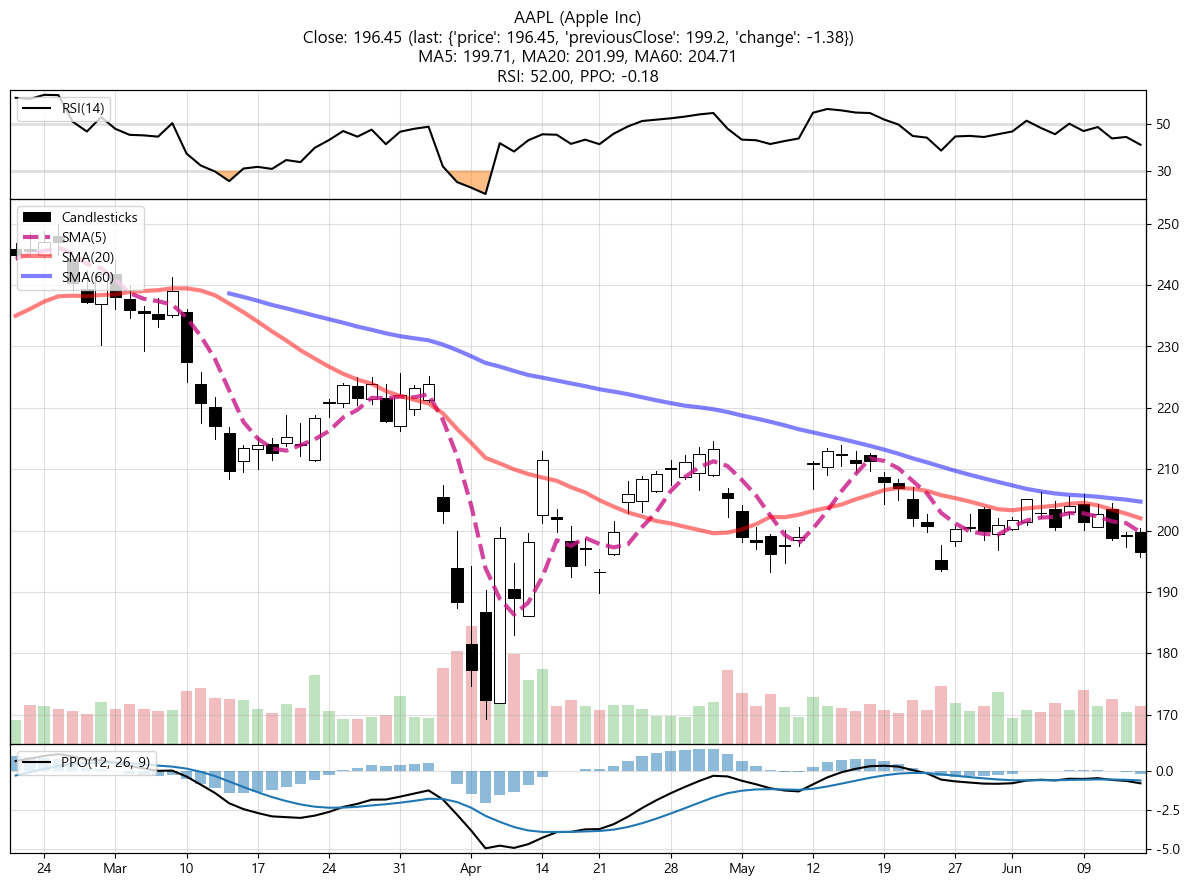 AAPL (Apple Inc)
Close: 196.45 (last: {'price': 196.45, 'previousClose': 199.2, 'change': -1.38})
MA5: 199.71, MA20: 201.99, MA60: 204.71
RSI: 52.00, PPO: -0.18
RSI(14)
50
30
Candlesticks
SMA(5)
SMA(20)
SMA(60)
250
240
230
220
210
200
190
180
170
PPO(12, 26, 9)
0.0
-2.5
-5.0
24 Mar 10 17 24 31 Apr 14 21 28 May 12 19 27 Jun 09